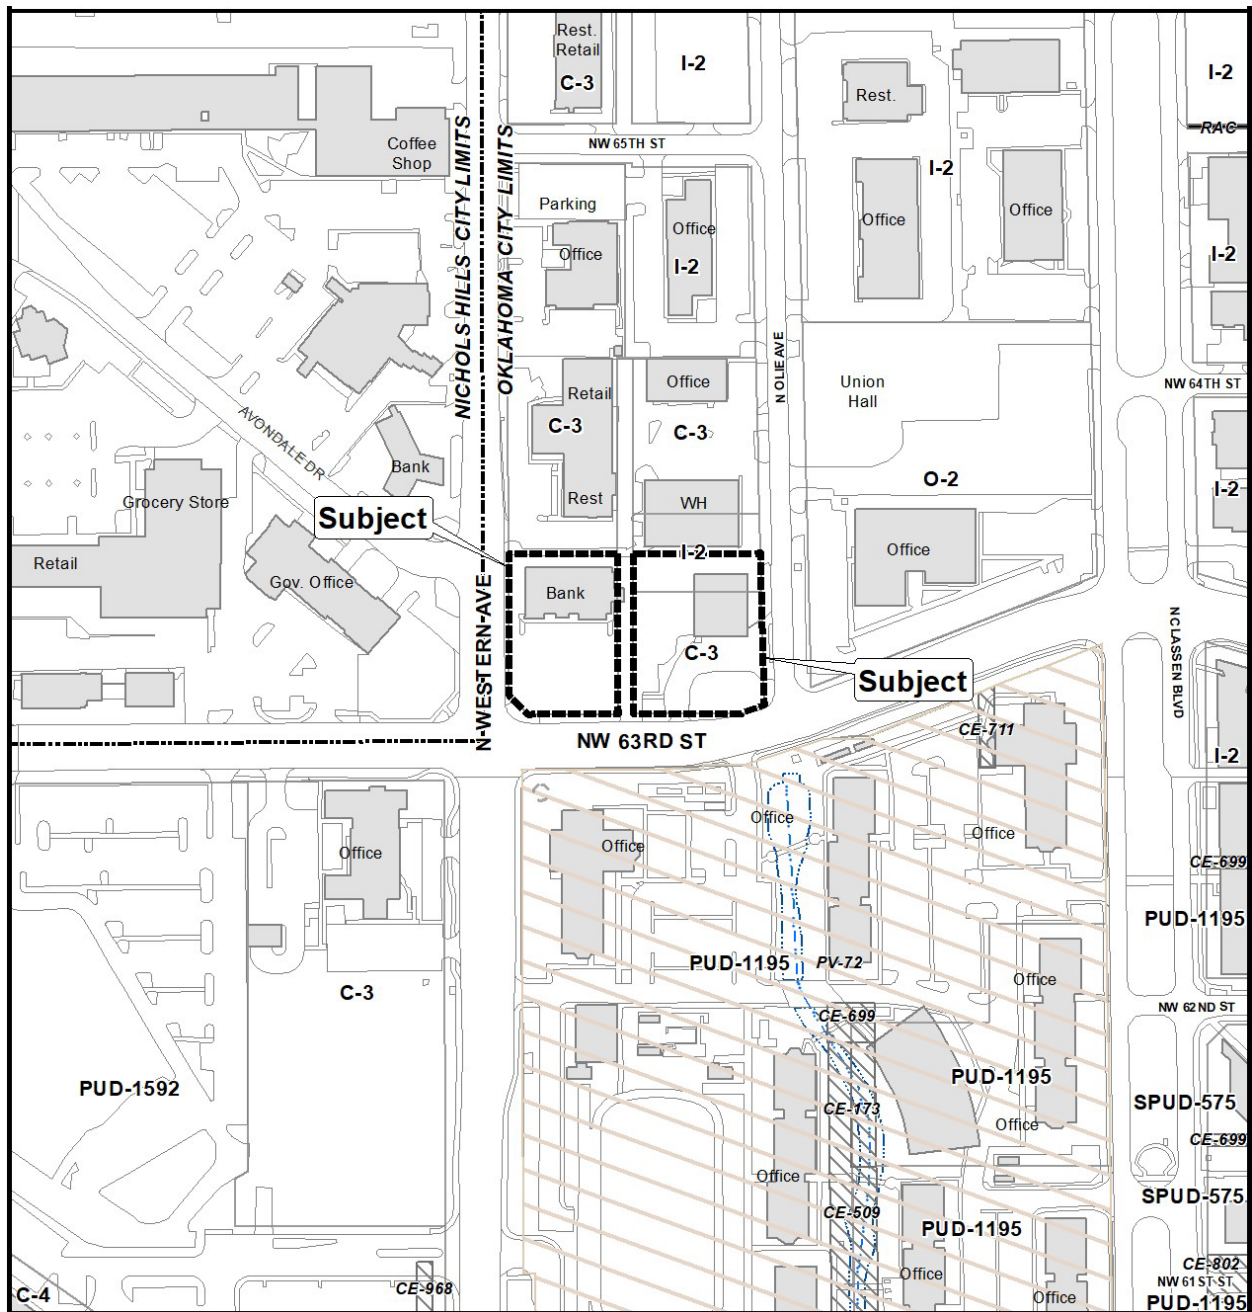 Rest.
Retail
C-3
I-2
I-2
Rest.
RAC
Coffee
Shop
NW 65TH ST
I-2
NICHOLS HILLS CITY LIMITS
OKLAHOMA CITY LIMITS
Parking
Office
Office
Office
Office
I-2
I-2
N OLIE AVE
NW 64TH ST
Union
Hall
Office
Retail
C-3
C-3
AVONDALE DR
Bank
Grocery Store
O-2
I-2
Rest
WH
Subject
Office
I-2
Retail
Gov. Office
Bank
N WESTERN AVE
C-3
Subject
N CLASSEN BLVD
CE-711
NW 63RD ST
I-2
Office
Office
Office
Office
CE-699
PUD-1195
PUD-1195
PV-72
Office
C-3
NW 62ND ST
CE-699
PUD-1592
PUD-1195
SPUD-575
CE-173
Office
CE-699
Office
SPUD-575
CE-509
PUD-1195
CE-802
Office
NW 61ST ST
CE-968
C-4
Office
PUD-1195